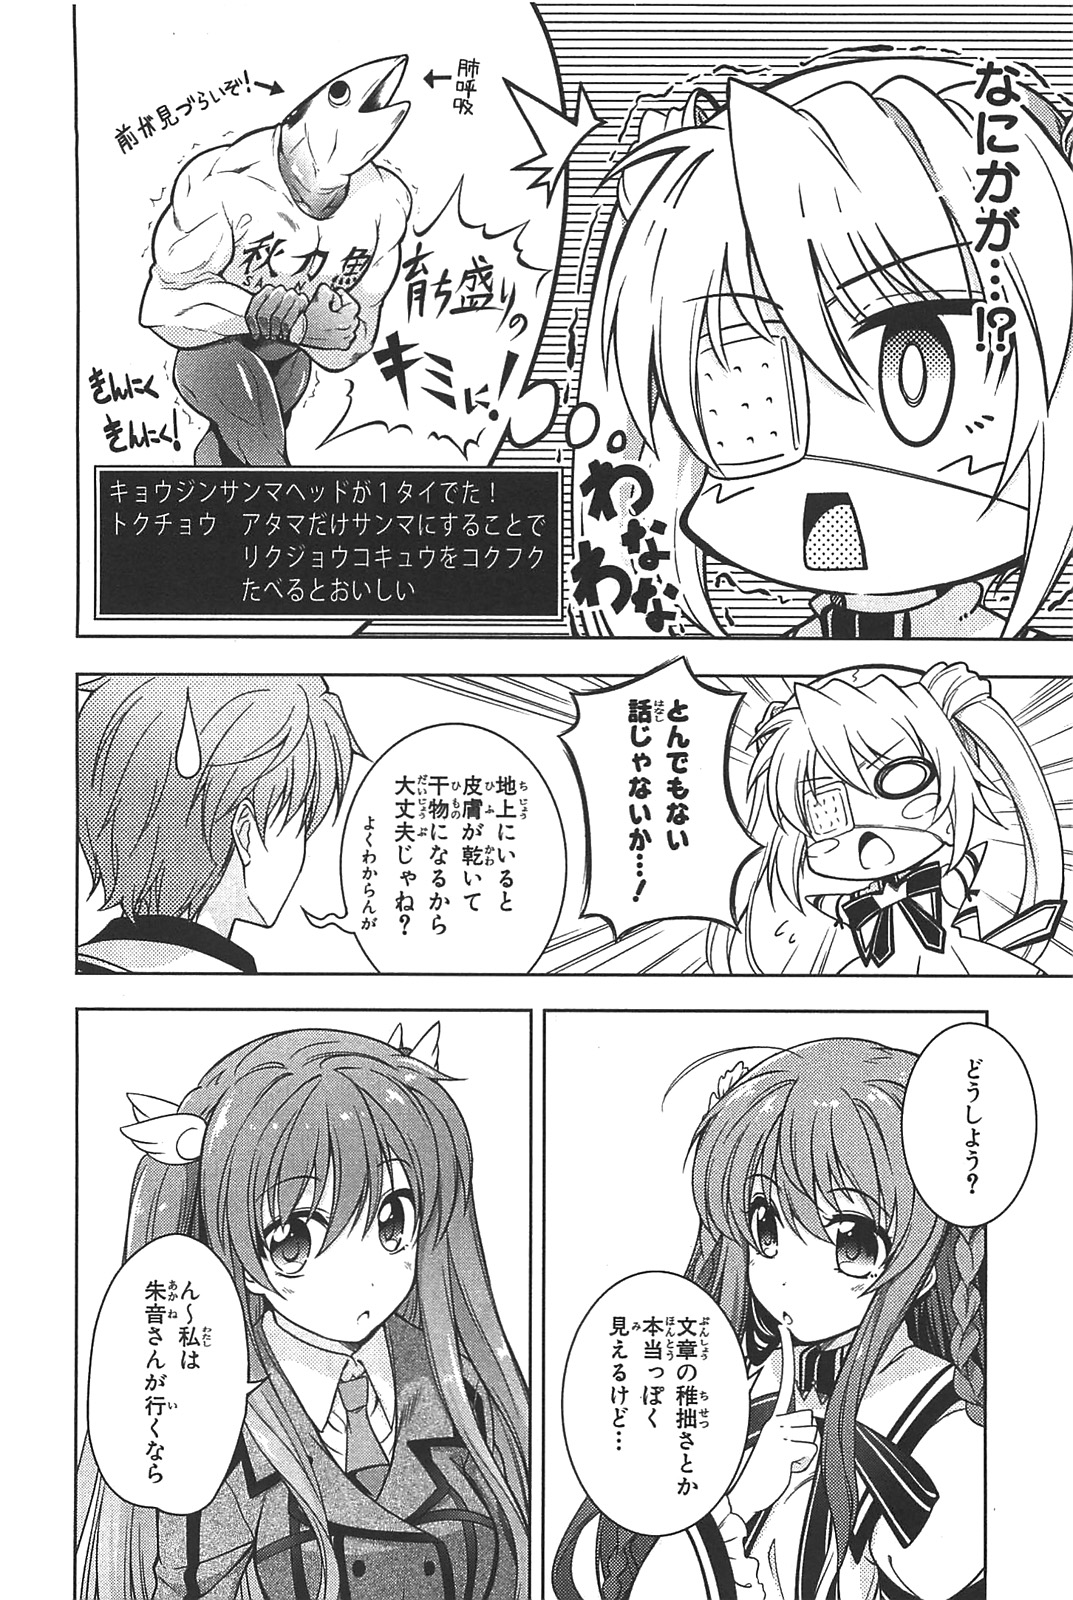 なにかが…!?
わなな
わなな
肺呼吸
前が見づらいぞ!
秋力魚
育ち盛りの
キミに!
きんにく
きんにく!
キョウジンサンマヘッドが1タイでた!
トクチョウ　アタマだけサンマにすることで
リクジョウコキュウをコクフク
たべるとおいしい
とんでもない
話じゃないか…!
地上にいると
皮膚が乾いて
干物になるから
大丈夫じゃね?
よくわからんが
どうしよう?
文章の稚拙さとか
本当っぽく
見えるけど…
ん～私は
朱音さんが行くなら